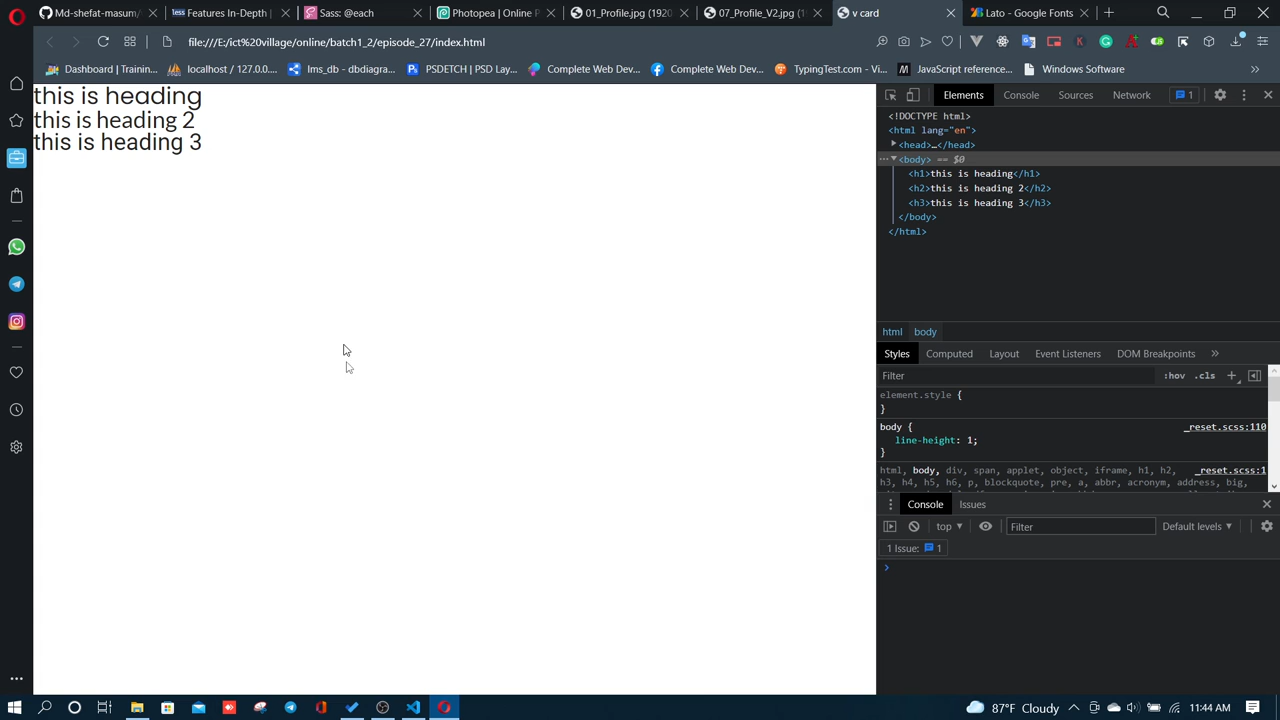 Md-shefat-masum/
Features In-Depth |
Sass: @each
Photopea | Online P
01_Profile.jpg (1920
07_Profile_V2.jpg (1
v card
Lato - Google Fonts
file:///E:/ict%20village/online/batch1_2/episode_27/index.html
Dashboard | Trainin...
localhost / 127.0.0....
lms_db - dbdiagra...
PSDETCH | PSD Lay...
Complete Web Dev...
Complete Web Dev...
TypingTest.com - Vi...
JavaScript reference...
Windows Software
this is heading
this is heading 2
this is heading 3
Elements
Console
Sources
Network
1
<!DOCTYPE html>
<html lang="en">
<head>…</head>
<body> == $0
<h1>this is heading</h1>
<h2>this is heading 2</h2>
<h3>this is heading 3</h3>
</body>
</html>
html
body
Styles
Computed
Layout
Event Listeners
DOM Breakpoints
Filter
:hov
.cls
element.style {
}
body {
_reset.scss:110
line-height: 1;
}
html, body, div, span, applet, object, iframe, h1, h2,
_reset.scss:1
h3, h4, h5, h6, p, blockquote, pre, a, abbr, acronym, address, big,
Console
Issues
top
Filter
Default levels
1 Issue:
1
87°F Cloudy
11:44 AM